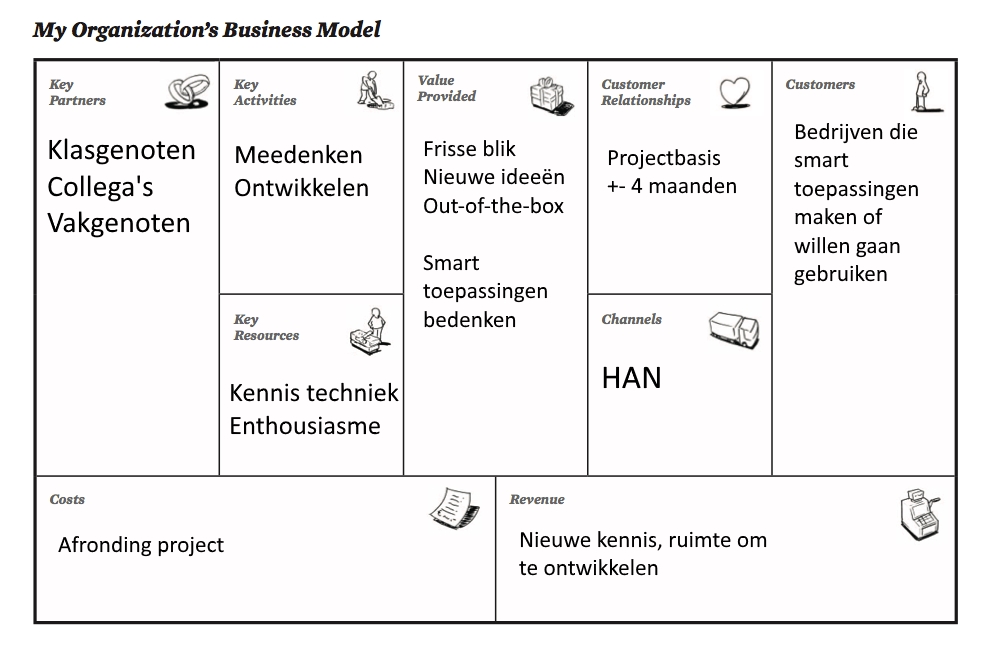 My Organization's Business Model
Key
Partners
Klasgenoten
Collega's
Vakgenoten
Key
Activities
Meedenken
Ontwikkelen
Key
Resources
Kennis techniek
Enthousiasme
Value
Provided
Frisse blik
Nieuwe ideeën
Out-of-the-box
Smart
toepassingen
bedenken
Customer
Relationships
Projectbasis
+- 4 maanden
Channels
HAN
Customers
Bedrijven die
smart
toepassingen
maken of
willen gaan
gebruiken
Costs
Afronding project
Revenue
Nieuwe kennis, ruimte om
te ontwikkelen